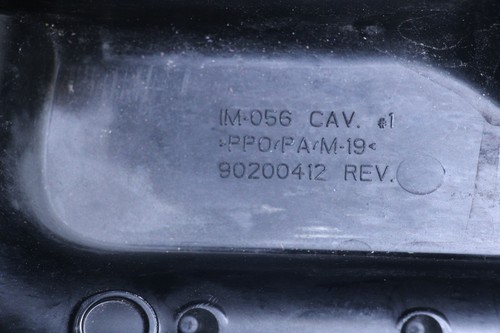 IM-056 CAV. #1
>PPO/PA/M-19<
90200412 REV.